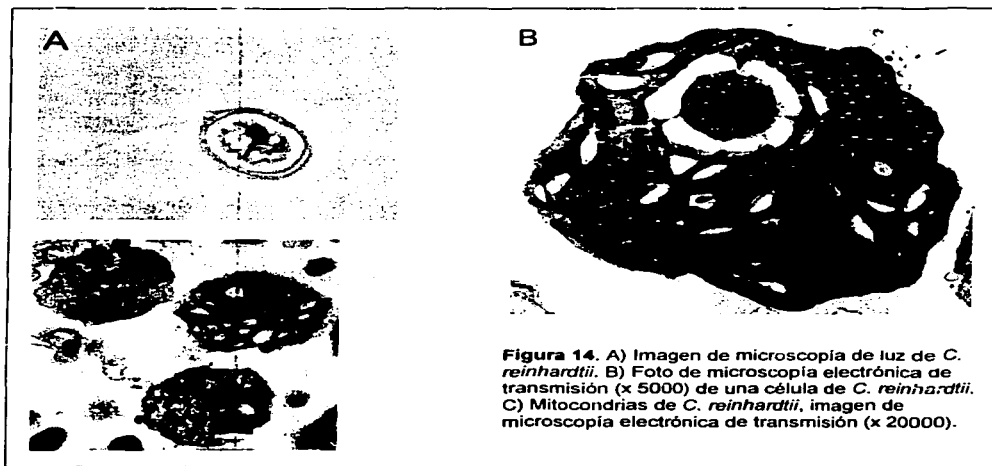 A
B
Figura 14. A) Imagen de microscopía de luz de C.
reinhardtii. B) Foto de microscopía electrónica de
transmisión (x 5000) de una célula de C. reinhardtii.
C) Mitocondrias de C. reinhardtii, imagen de
microscopía electrónica de transmisión (x 20000).